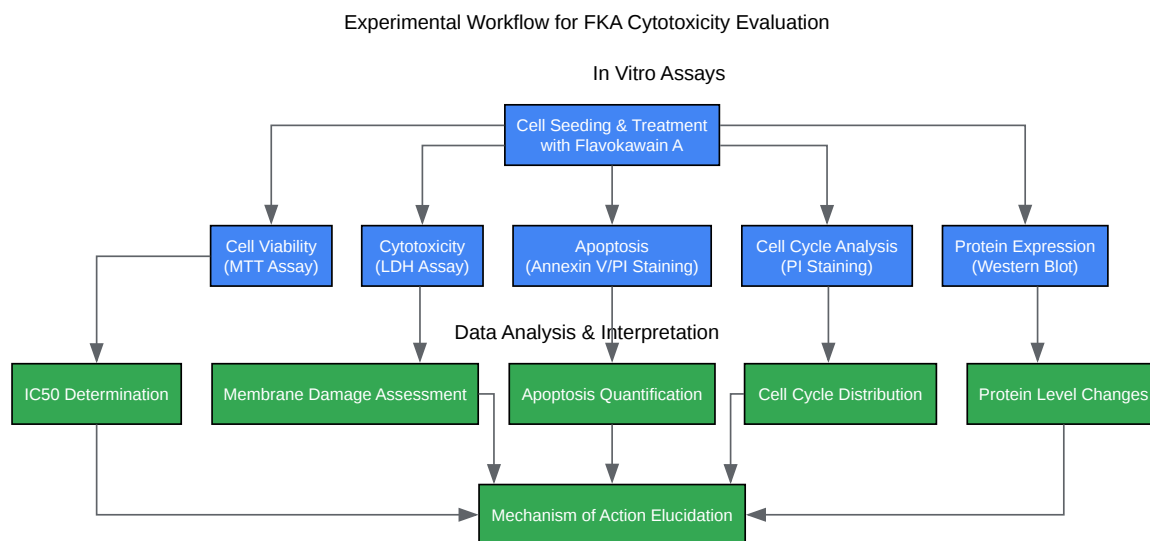 Experimental Workflow for FKA Cytotoxicity Evaluation
In Vitro Assays
Cell Seeding & Treatment
with Flavokawain A
Cell Viability
(MTT Assay)
Cytotoxicity
(LDH Assay)
Apoptosis
(Annexin V/PI Staining)
Cell Cycle Analysis
(PI Staining)
Protein Expression
(Western Blot)
Data Analysis & Interpretation
IC50 Determination
Membrane Damage Assessment
Apoptosis Quantification
Cell Cycle Distribution
Protein Level Changes
Mechanism of Action Elucidation